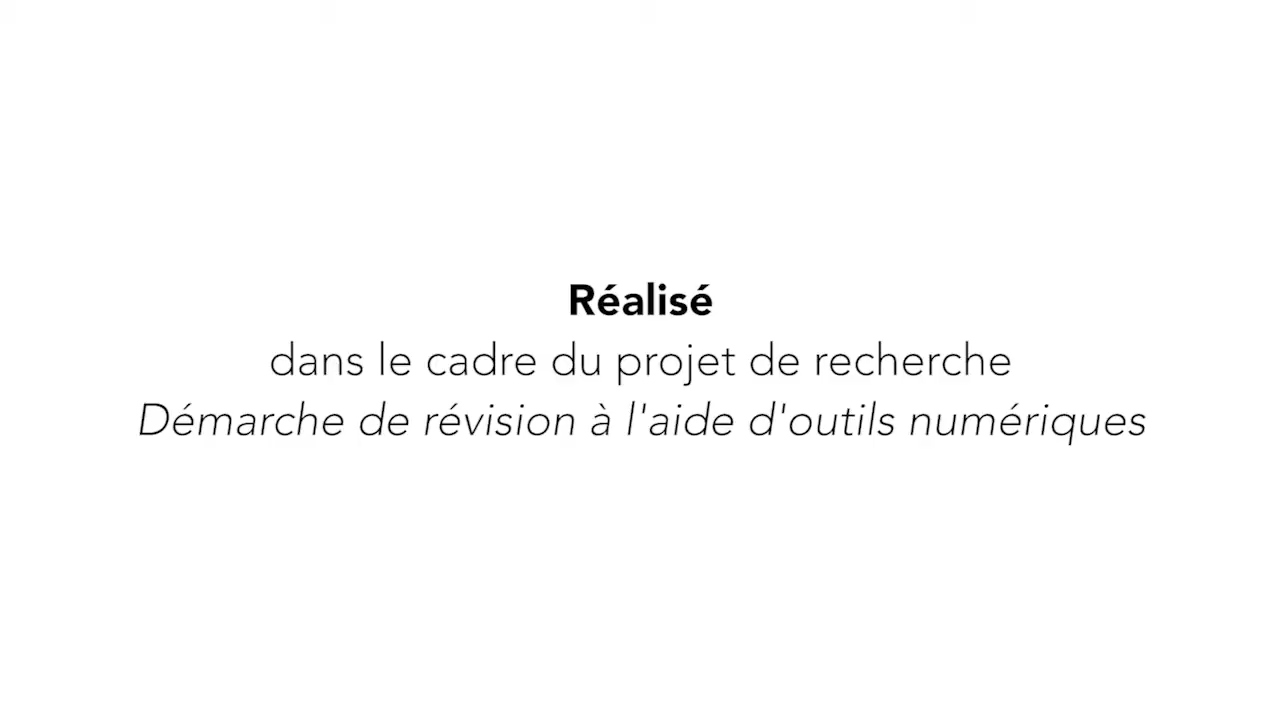 Réalisé
dans le cadre du projet de recherche
Démarche de révision à l'aide d'outils numériques